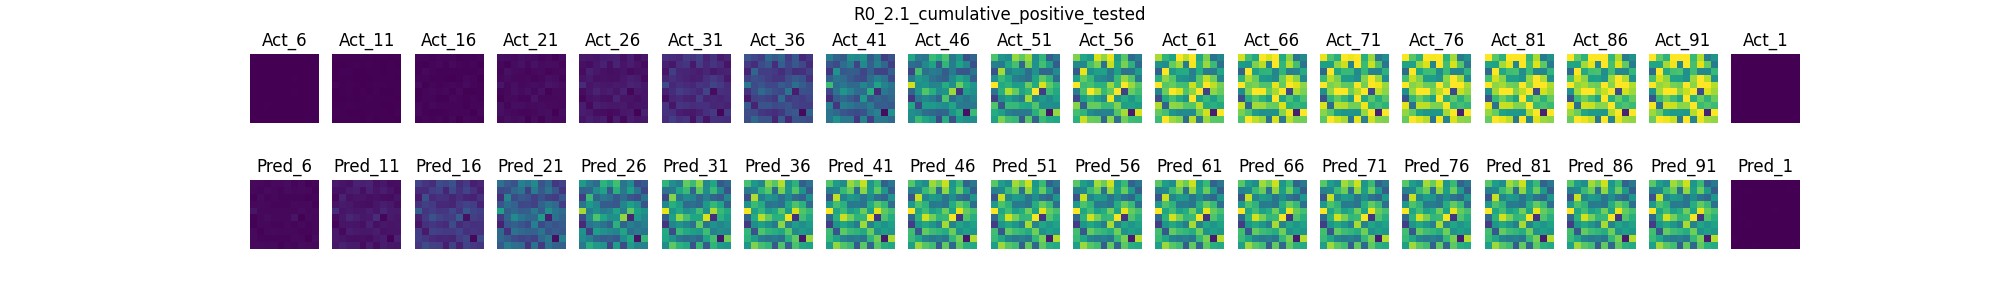 R0_2.1_cumulative_positive_tested
Act_6 Act_11 Act_16 Act_21 Act_26 Act_31 Act_36 Act_41 Act_46 Act_51 Act_56 Act_61 Act_66 Act_71 Act_76 Act_81 Act_86 Act_91 Act_1
Pred_6 Pred_11 Pred_16 Pred_21 Pred_26 Pred_31 Pred_36 Pred_41 Pred_46 Pred_51 Pred_56 Pred_61 Pred_66 Pred_71 Pred_76 Pred_81 Pred_86 Pred_91 Pred_1